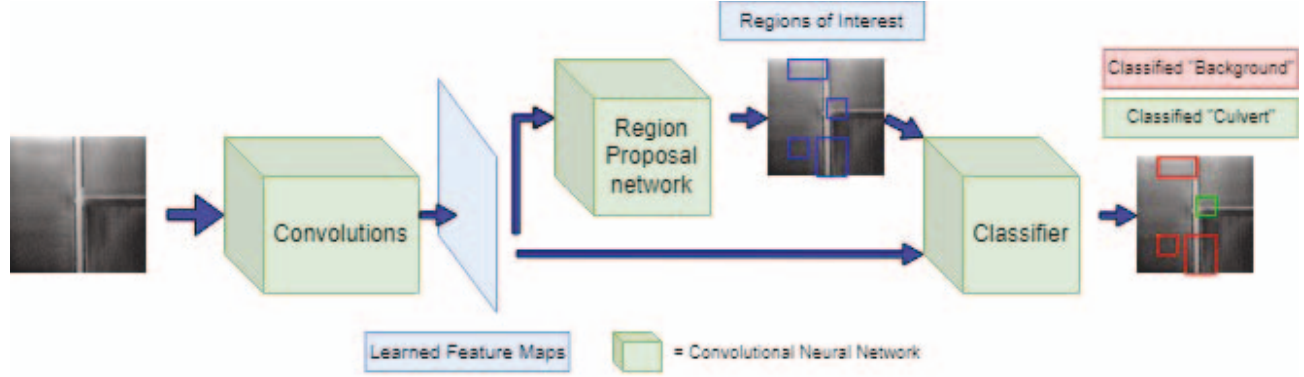 Regions of Interest
Classified "Background"
Classified "Culvert"
Region
Proposal
network
Convolutions
Classifier
Learned Feature Maps
= Convolutional Neural Network